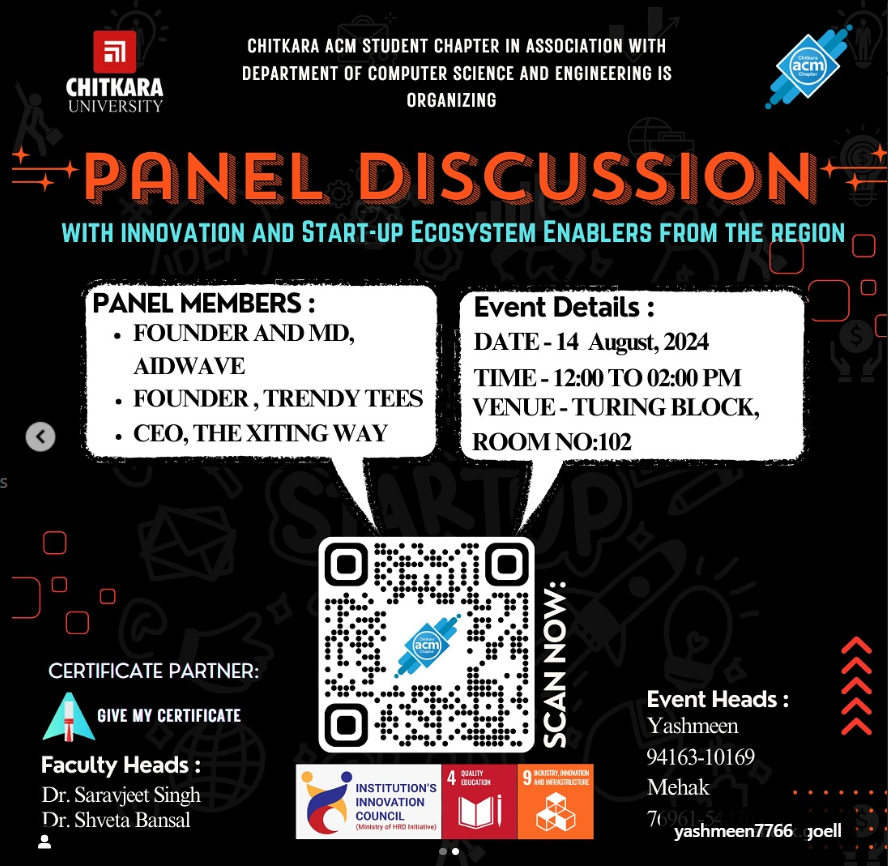 CHITKARA
UNIVERSITY
CHITKARA ACM STUDENT CHAPTER IN ASSOCIATION WITH
DEPARTMENT OF COMPUTER SCIENCE AND ENGINEERING IS
ORGANIZING
Chitkara
acm
Chapter
PANEL DISCUSSION
WITH INNOVATION AND START-UP ECOSYSTEM ENABLERS FROM THE REGION
PANEL MEMBERS :
• FOUNDER AND MD,
AIDWAVE
• FOUNDER , TRENDY TEES
• CEO, THE XITING WAY
Event Details :
DATE - 14 August, 2024
TIME - 12:00 TO 02:00 PM
VENUE - TURING BLOCK,
ROOM NO:102
STARTUP
IDEA
s
Chitkara
acm
Chapter
SCAN NOW:
CERTIFICATE PARTNER:
GIVE MY CERTIFICATE
Faculty Heads :
Dr. Saravjeet Singh
Dr. Shveta Bansal
INSTITUTION'S
INNOVATION
COUNCIL
(Ministry of HRD Initiative)
4 QUALITY
EDUCATION
9 INDUSTRY, INNOVATION
AND INFRASTRUCTURE
Event Heads :
Yashmeen
94163-10169
Mehak
yashmeen7766 goell